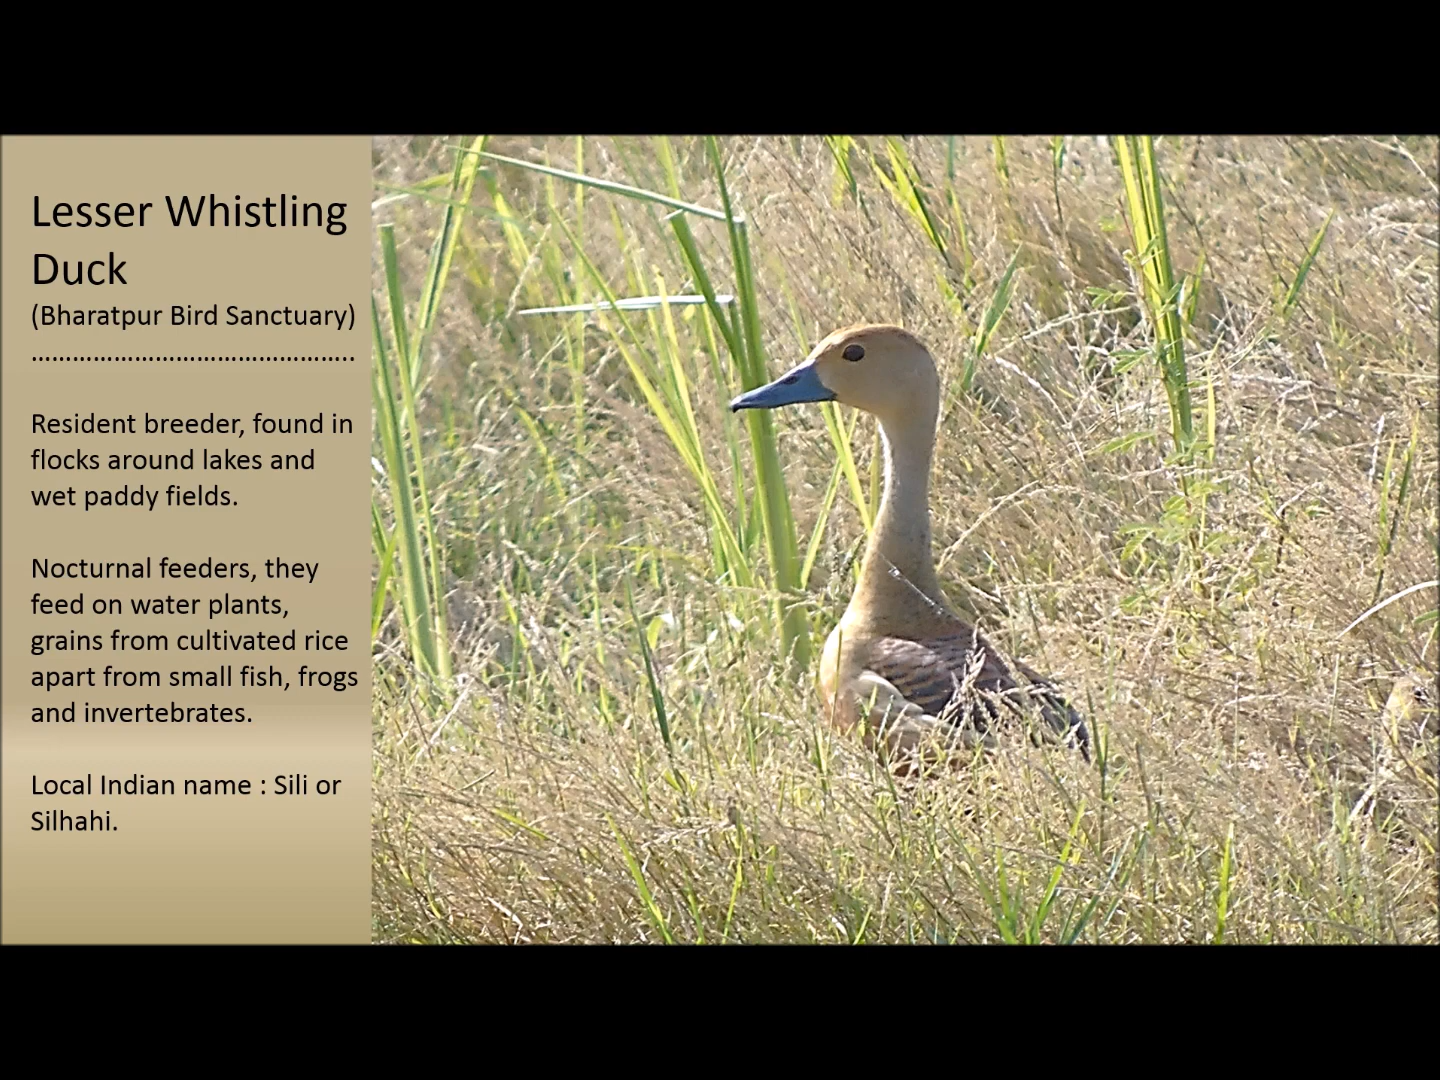 Lesser Whistling
Duck
(Bharatpur Bird Sanctuary)
………………………………………..
Resident breeder, found in
flocks around lakes and
wet paddy fields.
Nocturnal feeders, they
feed on water plants,
grains from cultivated rice
apart from small fish, frogs
and invertebrates.
Local Indian name : Sili or
Silhahi.